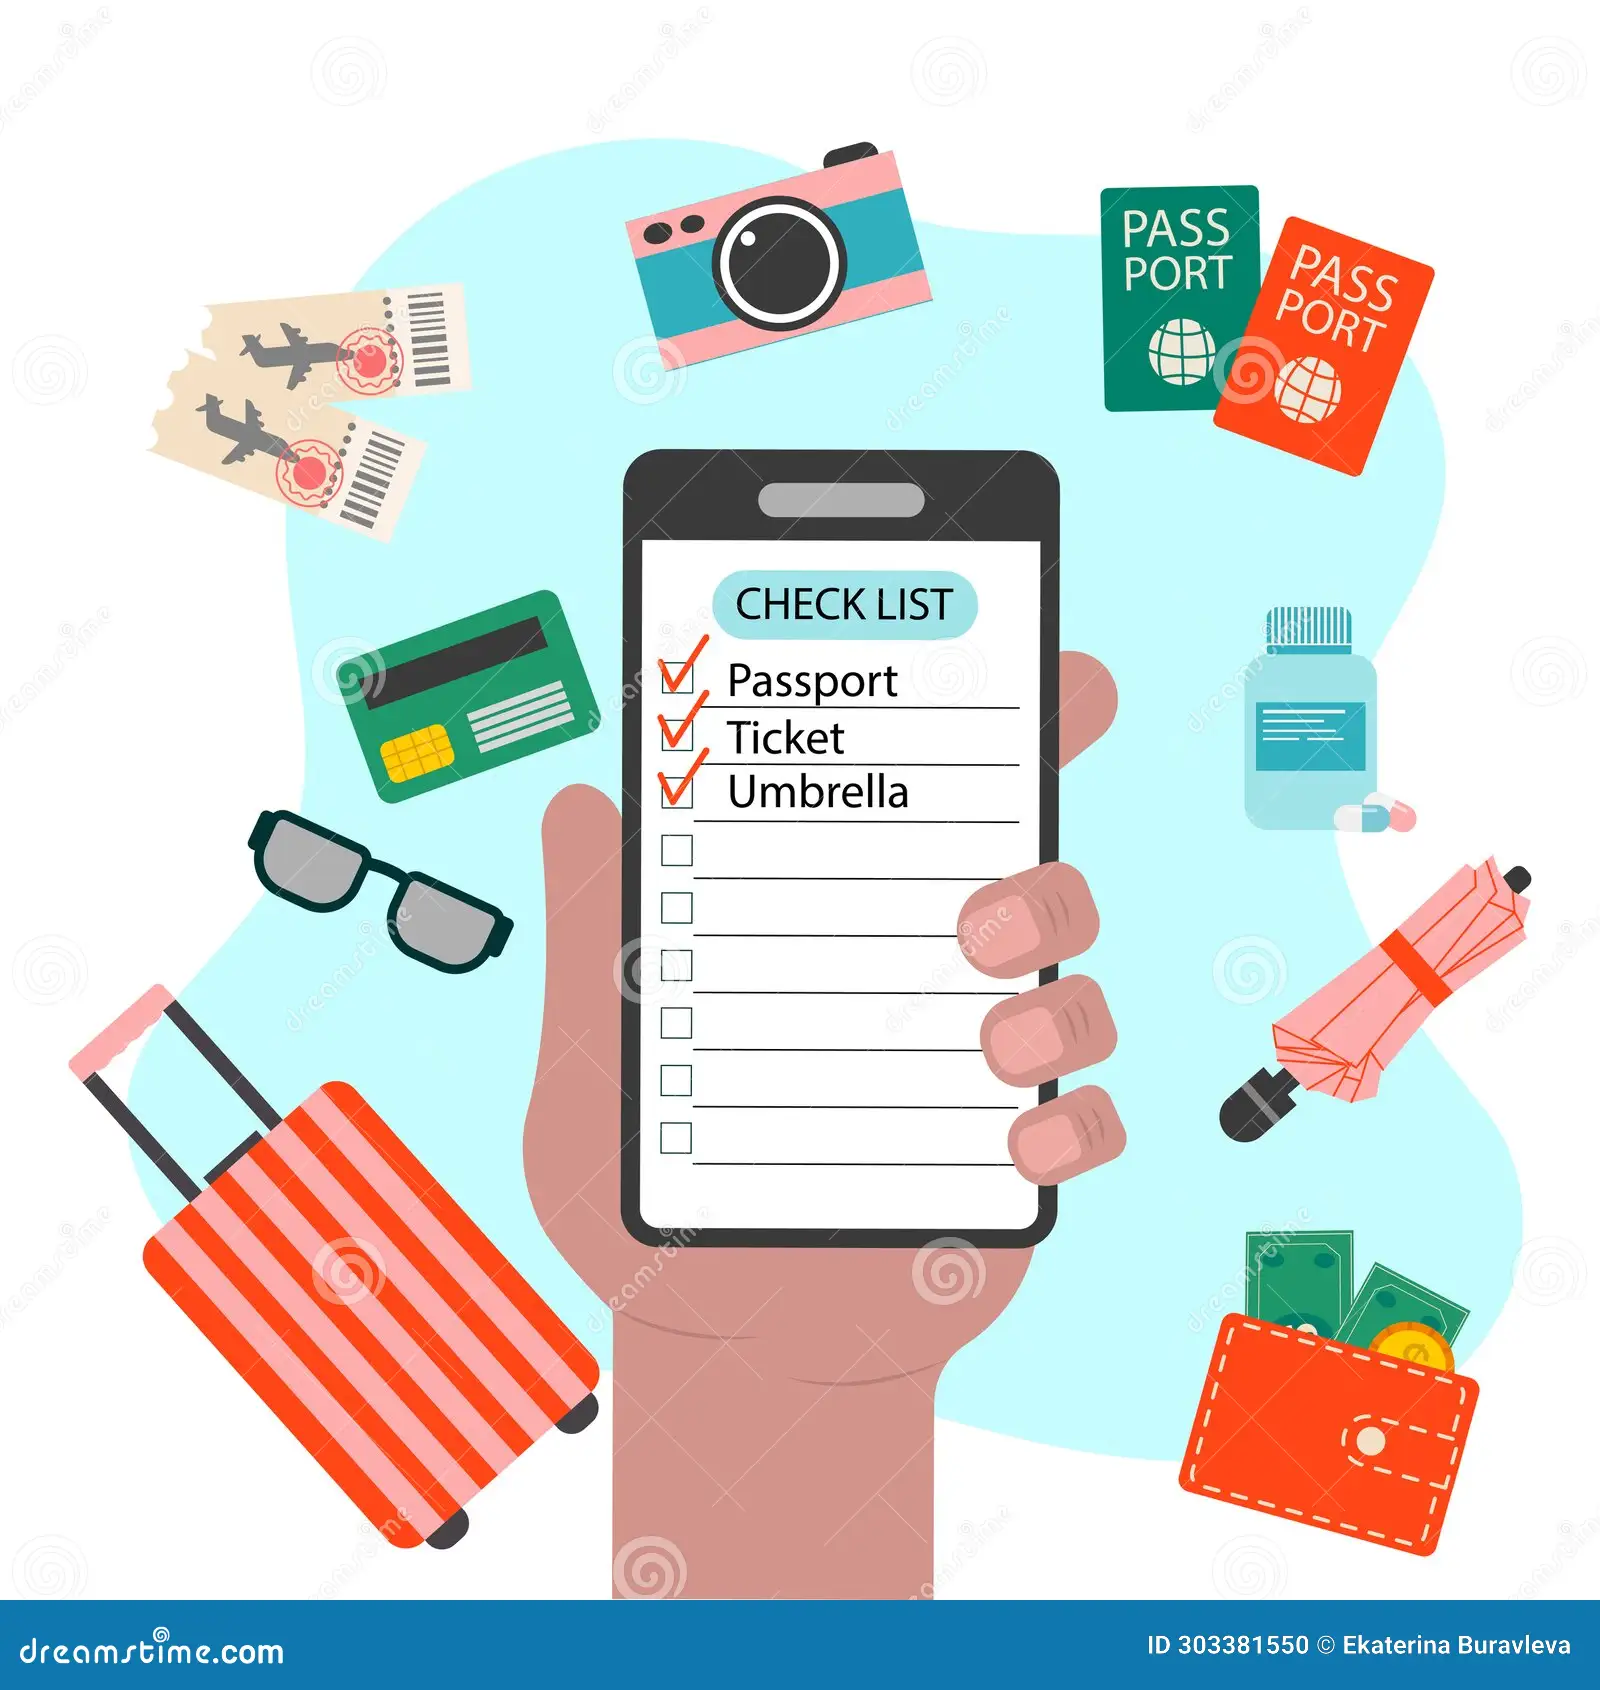 PASS
PORT
PASS
PORT
CHECK LIST
Passport
Ticket
Umbrella
dreamstime.com
ID 303381550 © Ekaterina Buravleva